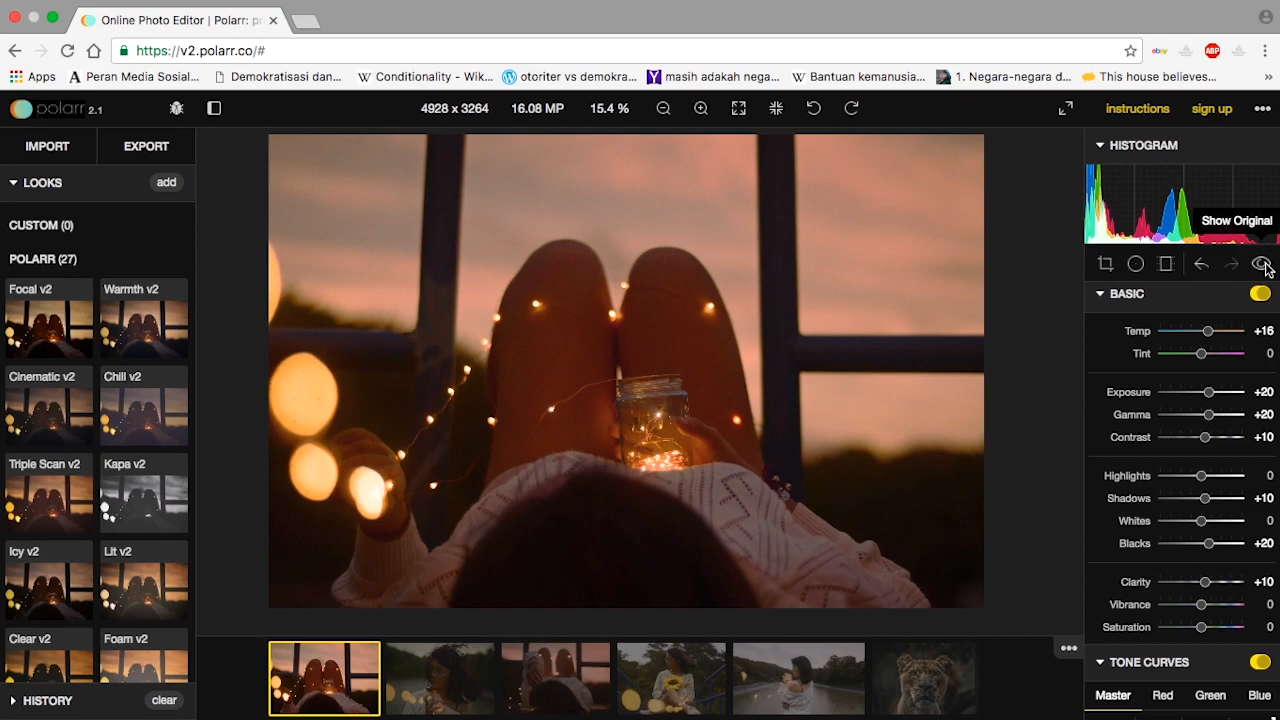 Online Photo Editor | Polarr: pr
https://v2.polarr.co/#
ebay
ABP
Apps
Peran Media Sosial...
Demokratisasi dan...
Conditionality - Wik...
otoriter vs demokra...
masih adakah nega...
Bantuan kemanusia...
1. Negara-negara d...
This house believes...
polarr 2.1
4928 x 3264
16.08 MP
15.4 %
instructions
sign up
IMPORT
EXPORT
LOOKS
add
CUSTOM (0)
POLARR (27)
Focal v2
Warmth v2
Cinematic v2
Chill v2
Triple Scan v2
Kapa v2
Icy v2
Lit v2
Clear v2
Foam v2
HISTORY
clear
HISTOGRAM
Show Original
BASIC
Temp +16
Tint 0
Exposure +20
Gamma +20
Contrast +10
Highlights 0
Shadows +10
Whites 0
Blacks +20
Clarity +10
Vibrance 0
Saturation 0
TONE CURVES
Master Red Green Blue